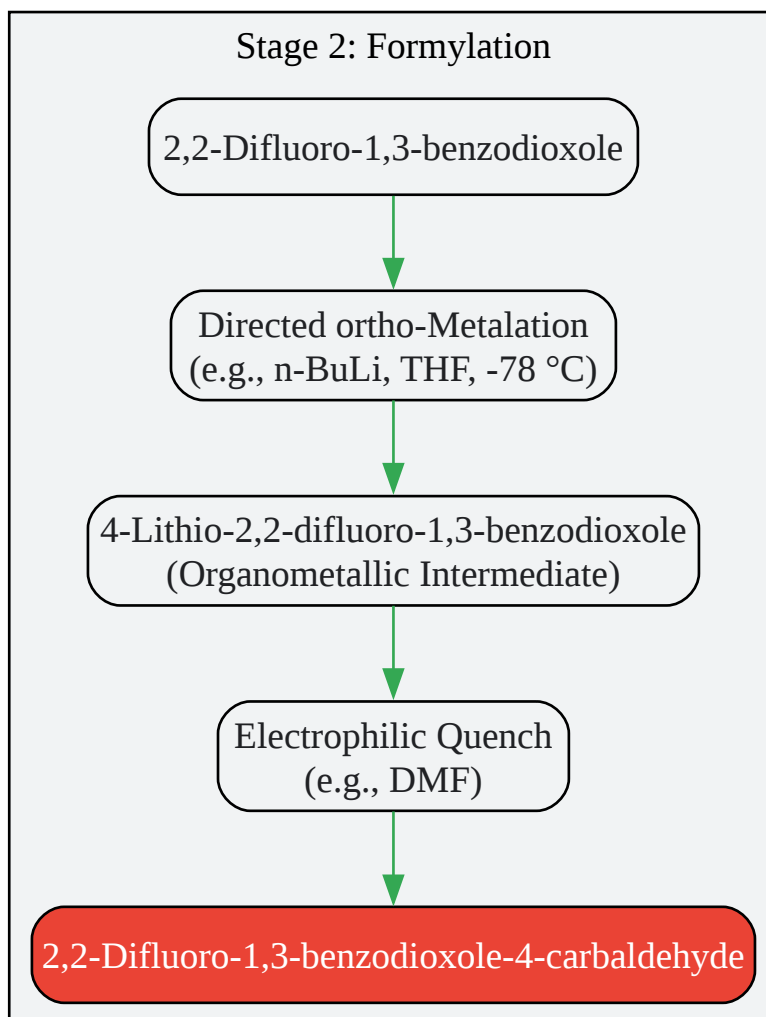 Stage 2: Formylation
2,2-Difluoro-1,3-benzodioxole
Directed ortho-Metalation
(e.g., n-BuLi, THF, -78 °C)
4-Lithio-2,2-difluoro-1,3-benzodioxole
(Organometallic Intermediate)
Electrophilic Quench
(e.g., DMF)
2,2-Difluoro-1,3-benzodioxole-4-carbaldehyde